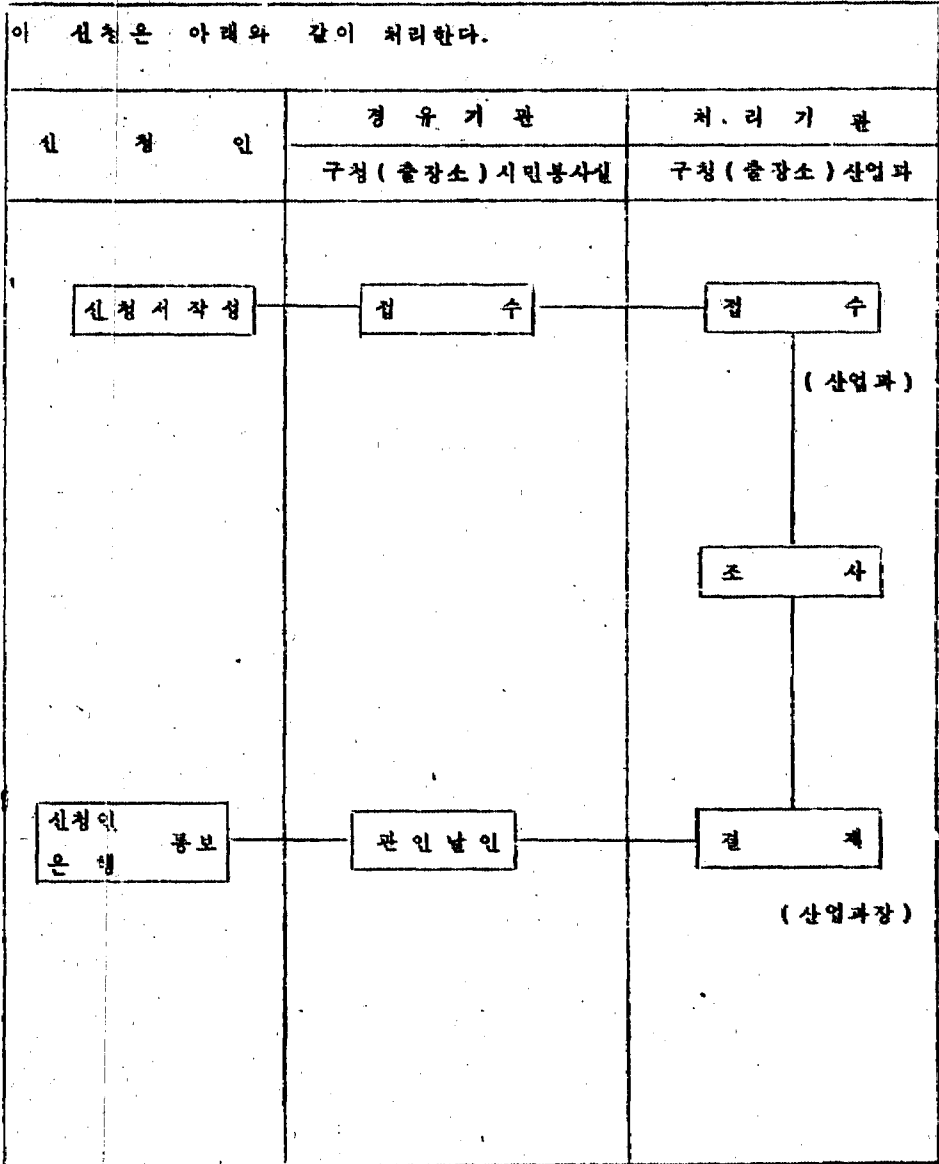 이 신청은 아래와 같이 처리한다.
신 청 인
경 유 기 관
처. 리 기 관
구청 ( 출장소 ) 시민봉사실
구청 ( 출장소 ) 산업과
신 청 서 작 성
접 수
접 수
( 산업과 )
조 사
신청인
은 행
통보
관 인 날 인
결 재
( 산업과장 )